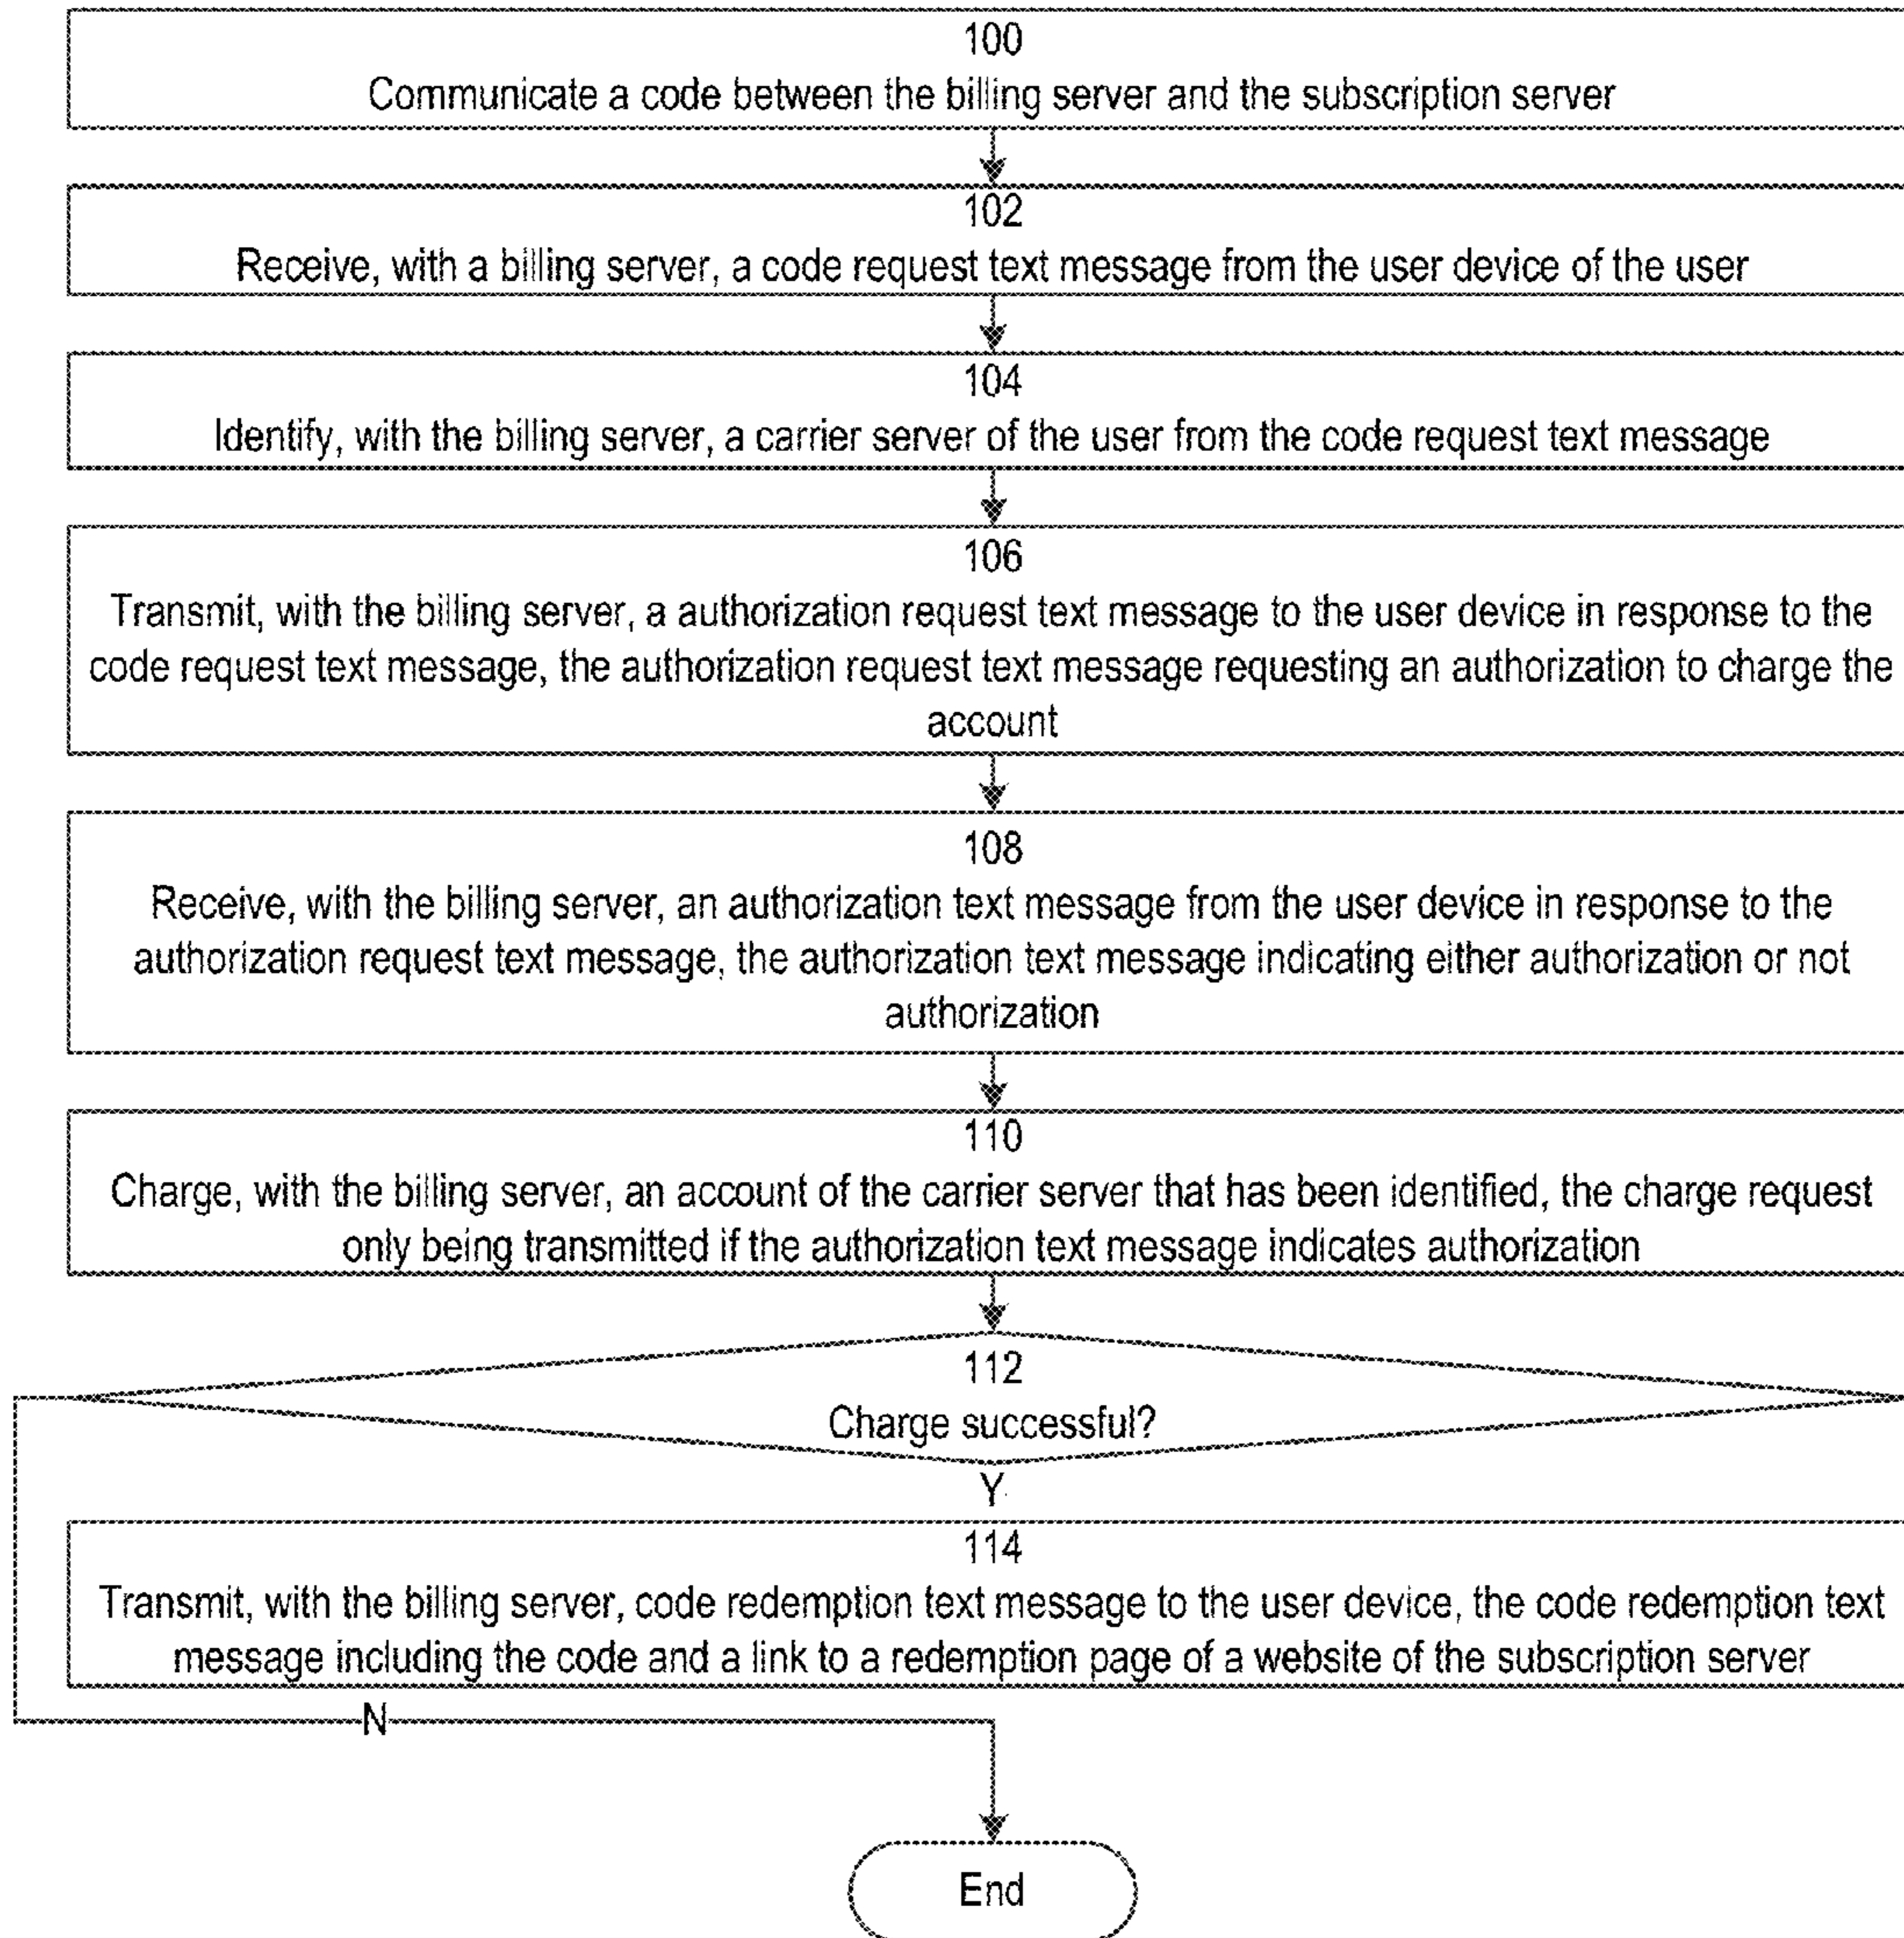 100
Communicate a code between the billing server and the subscription server
102
Receive, with a billing server, a code request text message from the user device of the user
104
Identify, with the billing server, a carrier server of the user from the code request text message
106
Transmit, with the billing server, a authorization request text message to the user device in response to the
code request text message, the authorization request text message requesting an authorization to charge the
account
108
Receive, with the billing server, an authorization text message from the user device in response to the
authorization request text message, the authorization text message indicating either authorization or not
authorization
110
Charge, with the billing server, an account of the carrier server that has been identified, the charge request
only being transmitted if the authorization text message indicates authorization
112
Charge successful?
Y
114
Transmit, with the billing server, code redemption text message to the user device, the code redemption text
message including the code and a link to a redemption page of a website of the subscription server
N
End